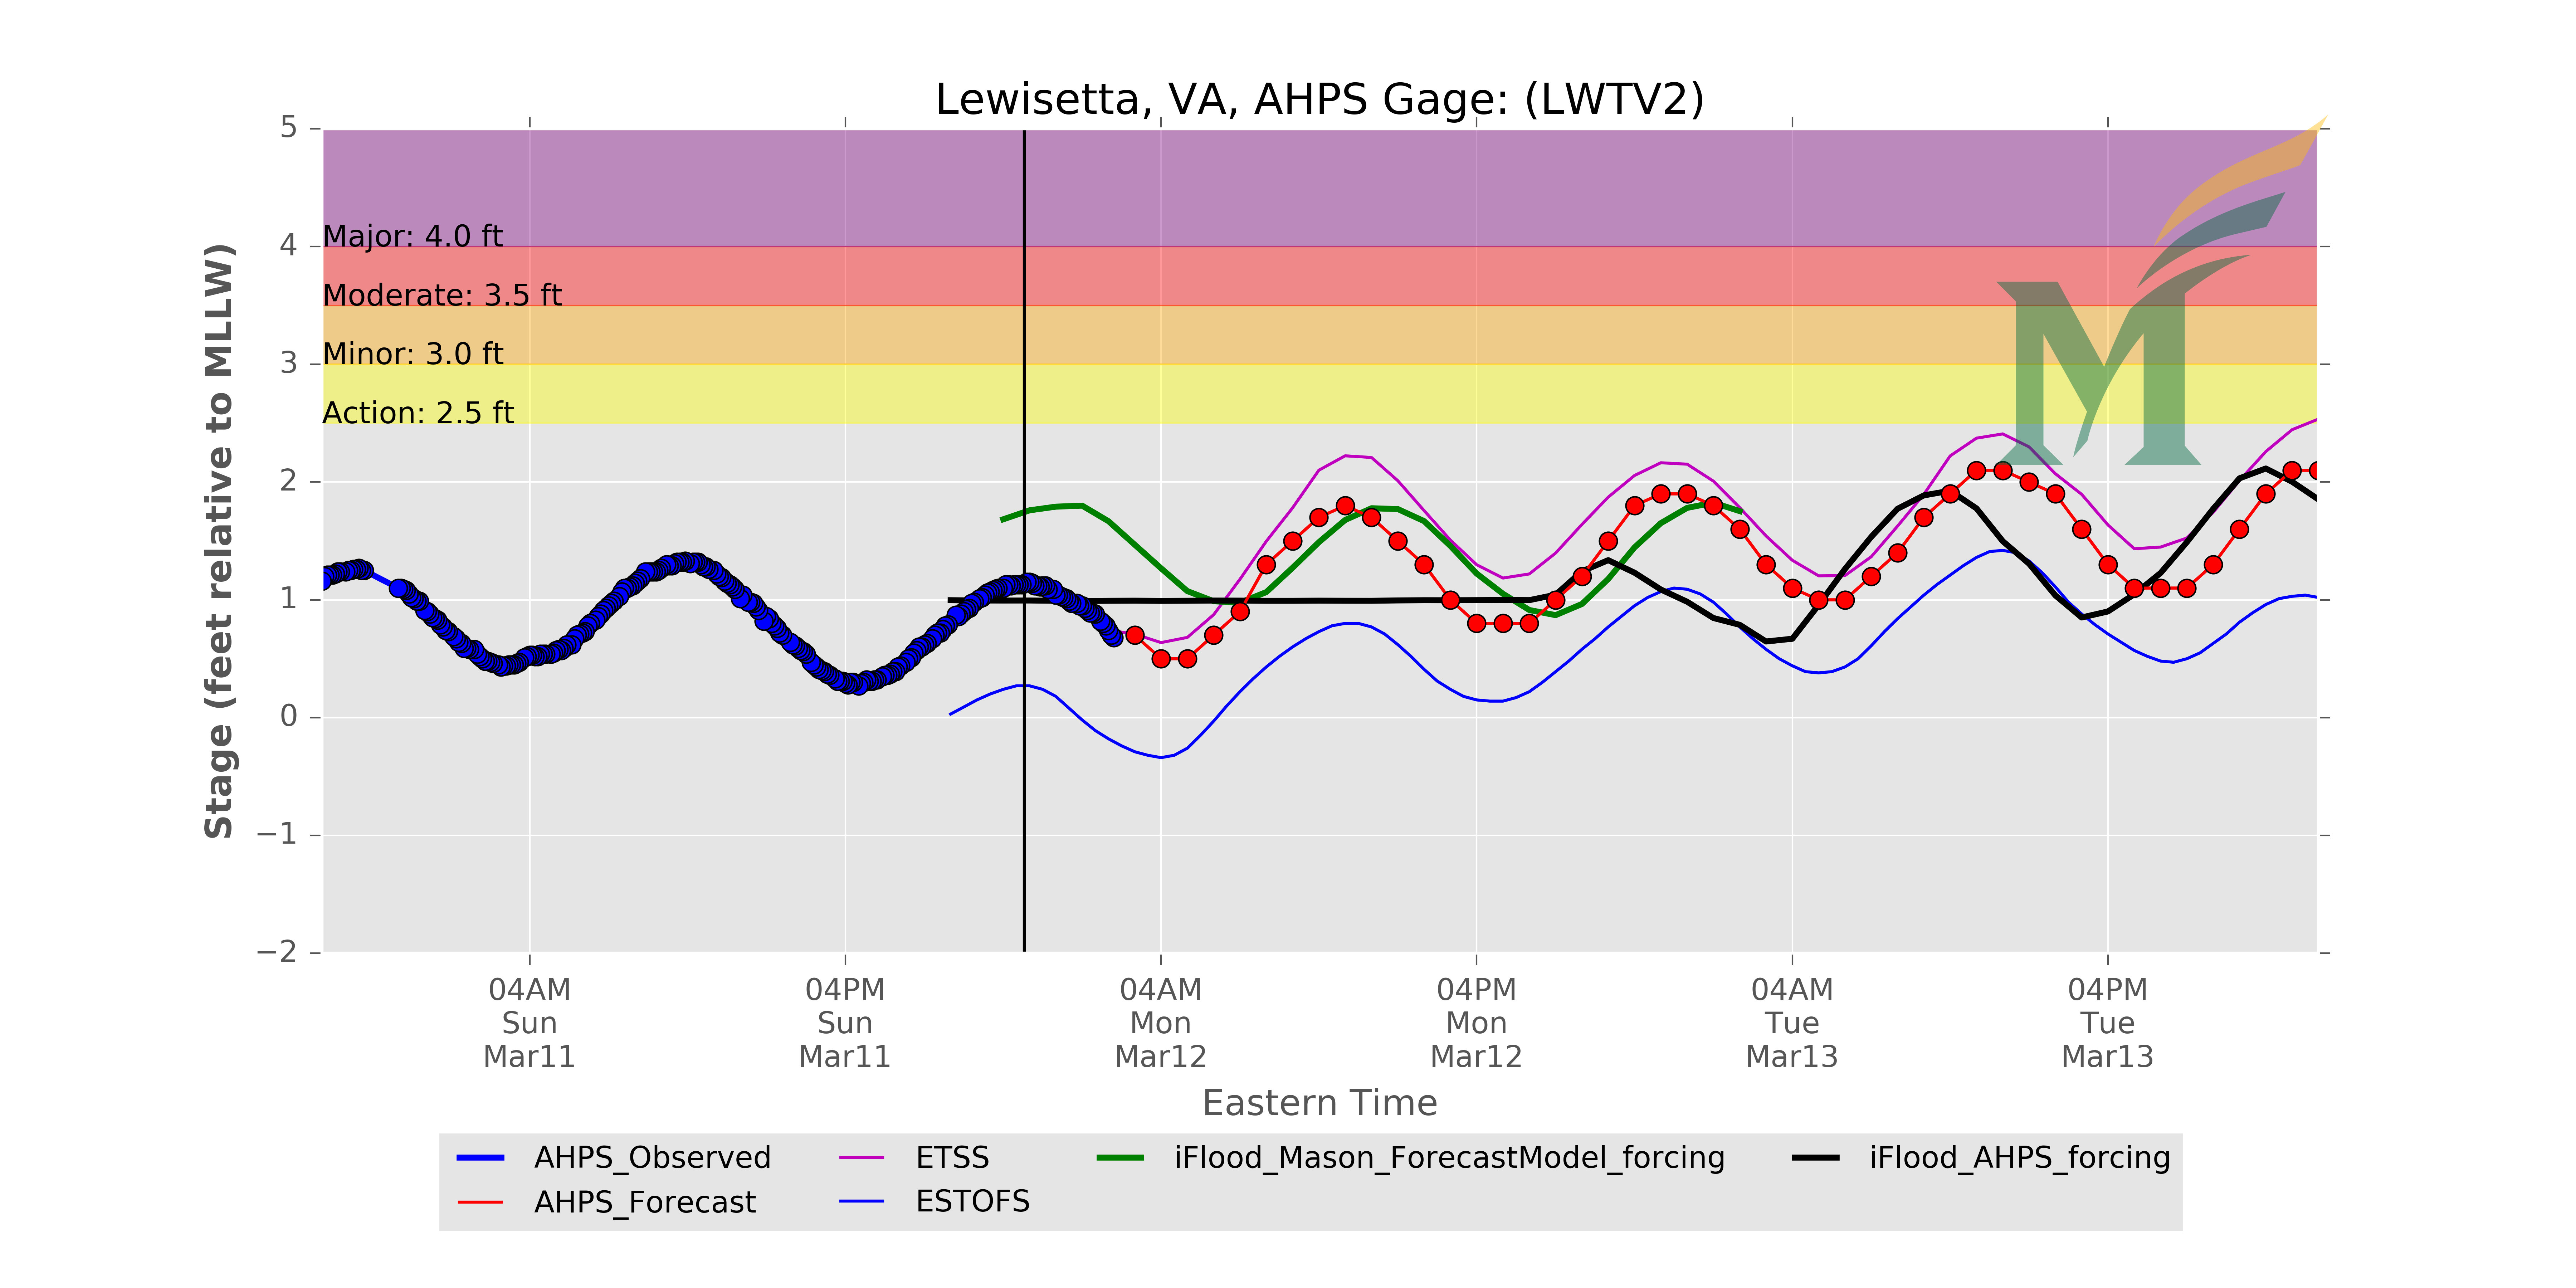 Lewisetta, VA, AHPS Gage: (LWTV2)
Stage (feet relative to MLLW)
5
4
3
2
1
0
−1
−2
Major: 4.0 ft
Moderate: 3.5 ft
Minor: 3.0 ft
Action: 2.5 ft
M
04AM 04PM 04AM 04PM 04AM 04PM
Sun Sun Mon Mon Tue Tue
Mar11 Mar11 Mar12 Mar12 Mar13 Mar13
Eastern Time
AHPS_Observed ETSS iFlood_Mason_ForecastModel_forcing iFlood_AHPS_forcing
AHPS_Forecast ESTOFS